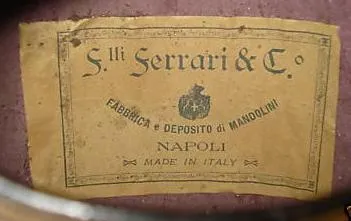 F.lli Ferrari & C.o
FABBRICA e DEPOSITO di MANDOLINI
NAPOLI
MADE IN ITALY